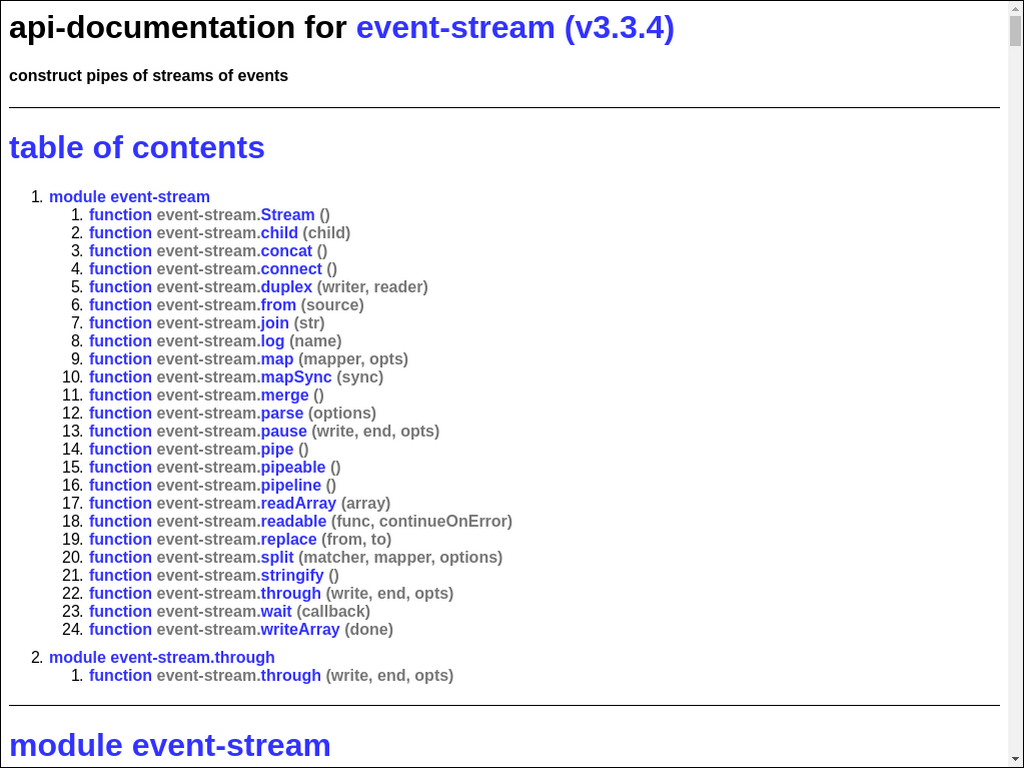 api-documentation for event-stream (v3.3.4)
construct pipes of streams of events
table of contents
1. module event-stream
1. function event-stream.Stream ()
2. function event-stream.child (child)
3. function event-stream.concat ()
4. function event-stream.connect ()
5. function event-stream.duplex (writer, reader)
6. function event-stream.from (source)
7. function event-stream.join (str)
8. function event-stream.log (name)
9. function event-stream.map (mapper, opts)
10. function event-stream.mapSync (sync)
11. function event-stream.merge ()
12. function event-stream.parse (options)
13. function event-stream.pause (write, end, opts)
14. function event-stream.pipe ()
15. function event-stream.pipeable ()
16. function event-stream.pipeline ()
17. function event-stream.readArray (array)
18. function event-stream.readable (func, continueOnError)
19. function event-stream.replace (from, to)
20. function event-stream.split (matcher, mapper, options)
21. function event-stream.stringify ()
22. function event-stream.through (write, end, opts)
23. function event-stream.wait (callback)
24. function event-stream.writeArray (done)
2. module event-stream.through
1. function event-stream.through (write, end, opts)
module event-stream